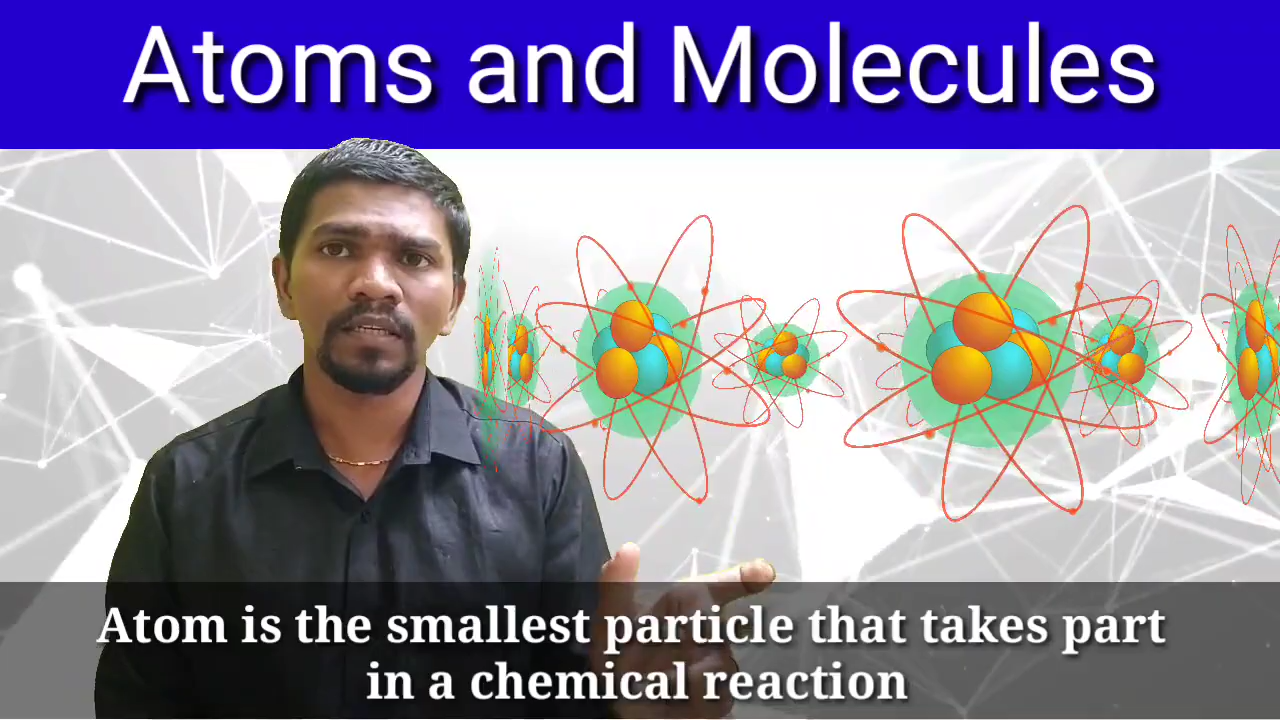 Atoms and Molecules
Atom is the smallest particle that takes part
in a chemical reaction